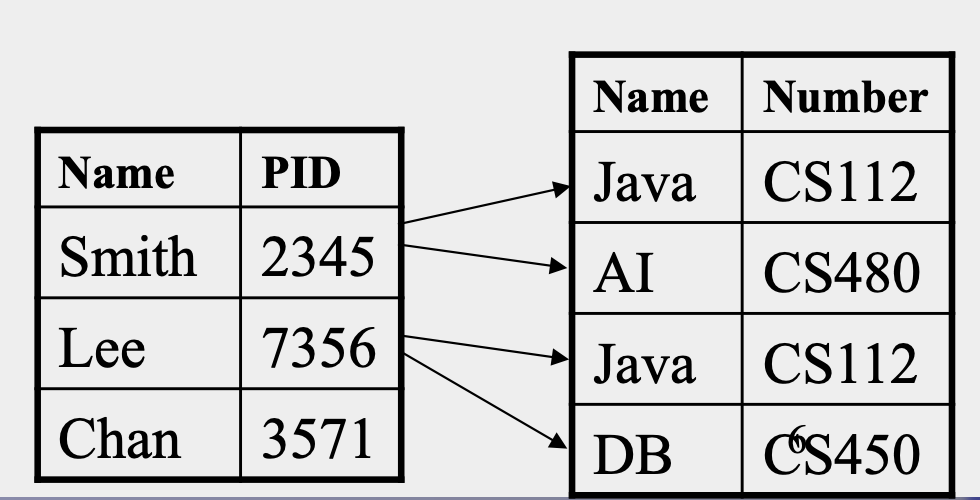 Name PID
Smith 2345
Lee 7356
Chan 3571
Name Number
Java CS112
AI CS480
Java CS112
DB CS450
6